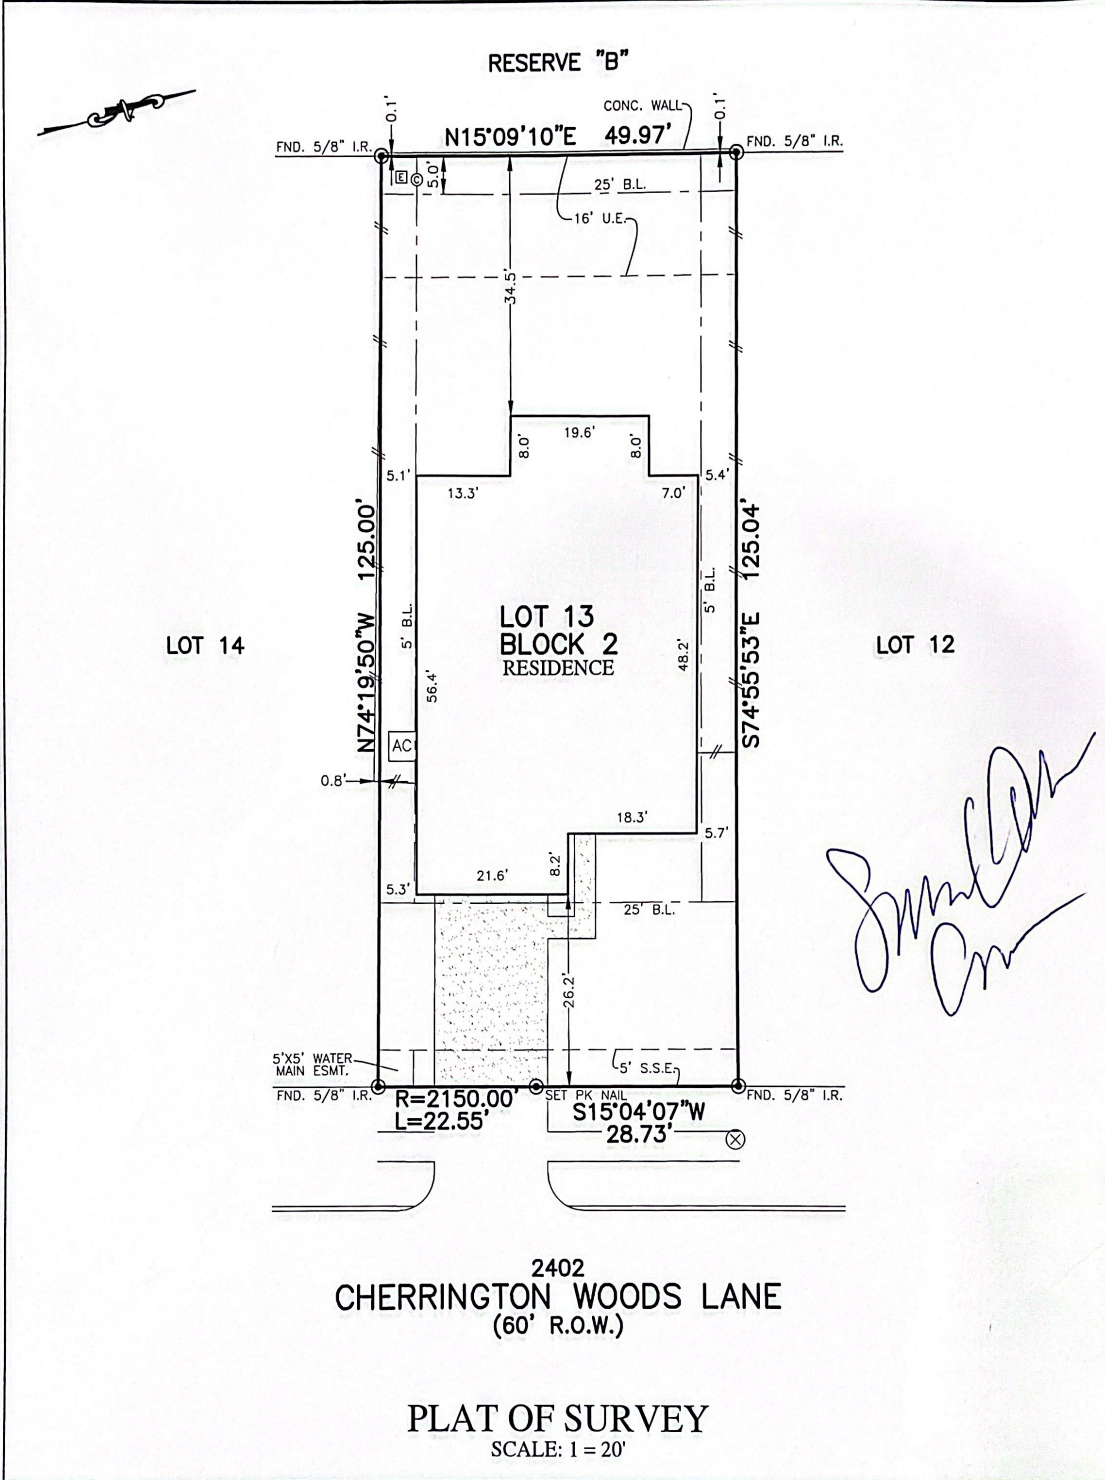 RESERVE "B"
CONC. WALL
0.1'
0.1'
N15°09'10"E 49.97'
FND. 5/8" I.R.
FND. 5/8" I.R.
E
C
5.0'
25' B.L.
16' U.E.
34.5'
19.6'
8.0'
8.0'
5.1'
13.3'
7.0'
5.4'
N74°19'50"W 125.00'
S74°55'53"E 125.04'
5' B.L.
5' B.L.
LOT 14
LOT 13
BLOCK 2
RESIDENCE
LOT 12
56.4'
48.2'
AC
0.8'
18.3'
5.7'
8.2'
21.6'
5.3'
25' B.L.
26.2'
5'X5' WATER
MAIN ESMT.
5' S.S.E.
FND. 5/8" I.R.
R=2150.00'
L=22.55'
SET PK NAIL
S15°04'07"W
28.73'
FND. 5/8" I.R.
2402
CHERRINGTON WOODS LANE
(60' R.O.W.)
PLAT OF SURVEY
SCALE: 1 = 20'